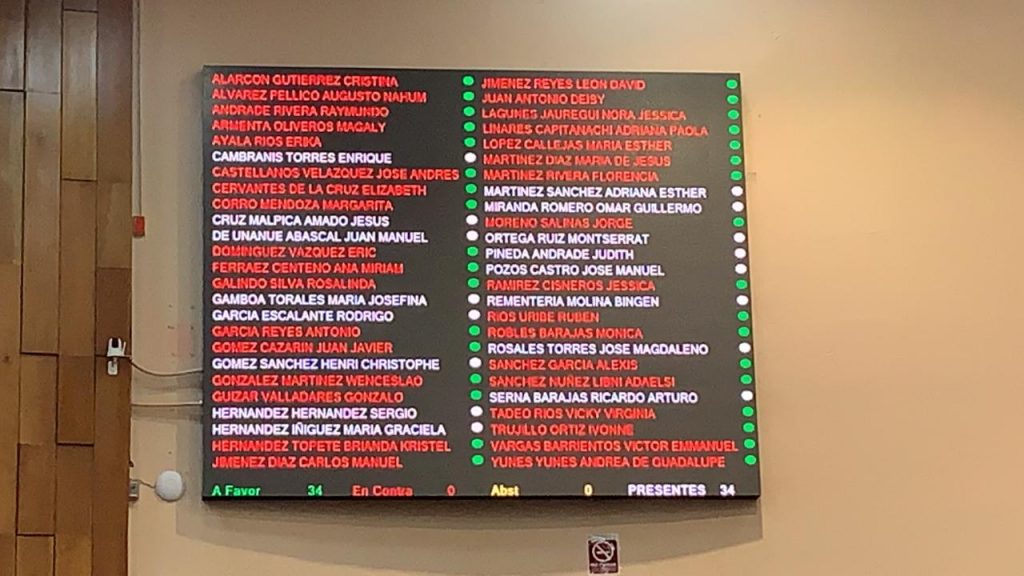 ALARCON GUTIERREZ CRISTINA
ALVAREZ PELLICO AUGUSTO NAHUM
ANDRADE RIVERA RAYMUNDO
ARMENTA OLIVEROS MAGALY
AYALA RIOS ERIKA
CAMBRANIS TORRES ENRIQUE
CASTELLANOS VELAZQUEZ JOSE ANDRES
CERVANTES DE LA CRUZ ELIZABETH
CORRO MENDOZA MARGARITA
CRUZ MALPICA AMADO JESUS
DE UNANUE ABASCAL JUAN MANUEL
DOMINGUEZ VAZQUEZ ERIC
FERRAEZ CENTENO ANA MIRIAM
GALINDO SILVA ROSALINDA
GAMBOA TORALES MARIA JOSEFINA
GARCIA ESCALANTE RODRIGO
GARCIA REYES ANTONIO
GOMEZ CAZARIN JUAN JAVIER
GOMEZ SANCHEZ HENRI CHRISTOPHE
GONZALEZ MARTINEZ WENCESLAO
GUIZAR VALLADARES GONZALO
HERNANDEZ HERNANDEZ SERGIO
HERNANDEZ IÑIGUEZ MARIA GRACIELA
HERNANDEZ TOPETE BRIANDA KRISTEL
JIMENEZ DIAZ CARLOS MANUEL
JIMENEZ REYES LEON DAVID
JUAN ANTONIO DEISY
LAGUNES JAUREGUI NORA JESSICA
LINARES CAPITANACHI ADRIANA PAOLA
LOPEZ CALLEJAS MARIA ESTHER
MARTINEZ DIAZ MARIA DE JESUS
MARTINEZ RIVERA FLORENCIA
MARTINEZ SANCHEZ ADRIANA ESTHER
MIRANDA ROMERO OMAR GUILLERMO
MORENO SALINAS JORGE
ORTEGA RUIZ MONTSERRAT
PINEDA ANDRADE JUDITH
POZOS CASTRO JOSE MANUEL
RAMIREZ CISNEROS JESSICA
REMENTERIA MOLINA BINGEN
RIOS URIBE RUBEN
ROBLES BARAJAS MONICA
ROSALES TORRES JOSE MAGDALENO
SANCHEZ GARCIA ALEXIS
SANCHEZ NUÑEZ LIBNI ADAELSI
SERNA BARAJAS RICARDO ARTURO
TADEO RIOS VICKY VIRGINIA
TRUJILLO ORTIZ IVONNE
VARGAS BARRIENTOS VICTOR EMMANUEL
YUNES YUNES ANDREA DE GUADALUPE
A Favor 34 En Contra 0 Abst 0 PRESENTES 34